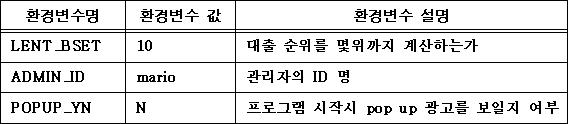 환경변수명 환경변수 값 환경변수 설명
LENT_BSET 10 대출 순위를 몇위까지 계산하는가
ADMIN_ID mario 관리자의 ID 명
POPUP_YN N 프로그램 시작시 pop up 광고를 보일지 여부